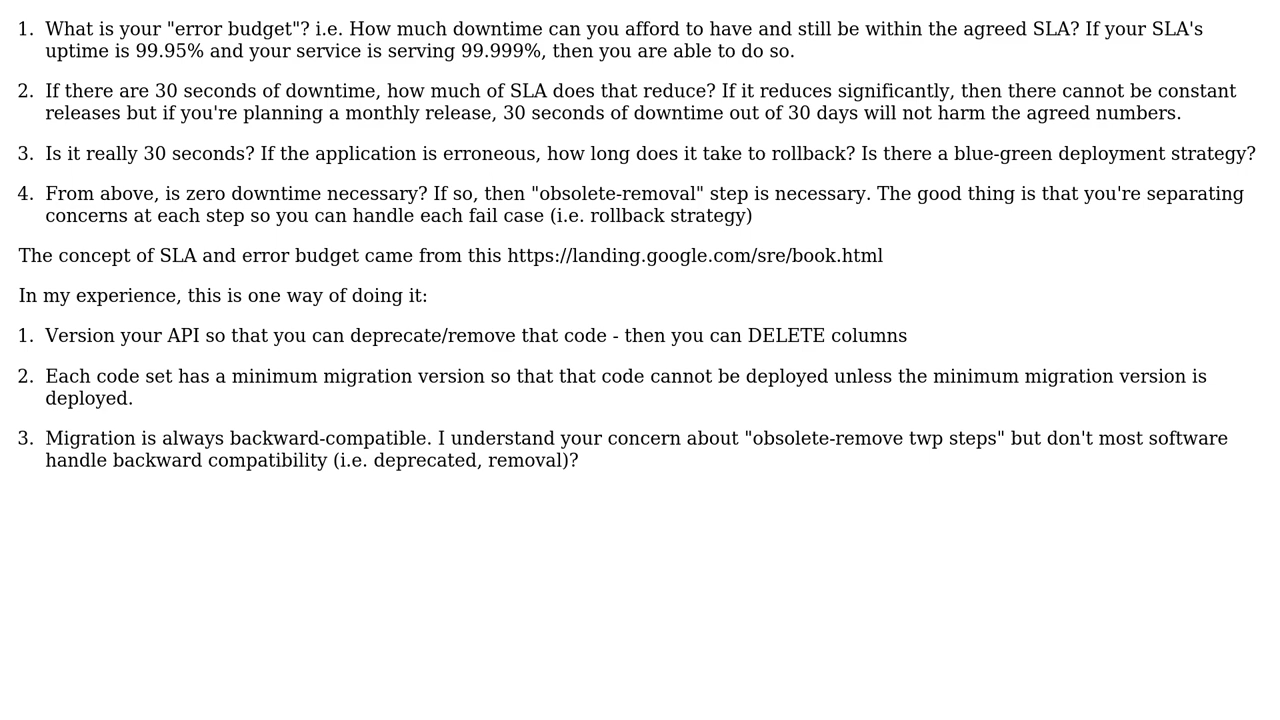 1. What is your "error budget"? i.e. How much downtime can you afford to have and still be within the agreed SLA? If your SLA's
uptime is 99.95% and your service is serving 99.999%, then you are able to do so.
2. If there are 30 seconds of downtime, how much of SLA does that reduce? If it reduces significantly, then there cannot be constant
releases but if you're planning a monthly release, 30 seconds of downtime out of 30 days will not harm the agreed numbers.
3. Is it really 30 seconds? If the application is erroneous, how long does it take to rollback? Is there a blue-green deployment strategy?
4. From above, is zero downtime necessary? If so, then "obsolete-removal" step is necessary. The good thing is that you're separating
concerns at each step so you can handle each fail case (i.e. rollback strategy)
The concept of SLA and error budget came from this https://landing.google.com/sre/book.html
In my experience, this is one way of doing it:
1. Version your API so that you can deprecate/remove that code - then you can DELETE columns
2. Each code set has a minimum migration version so that that code cannot be deployed unless the minimum migration version is
deployed.
3. Migration is always backward-compatible. I understand your concern about "obsolete-remove twp steps" but don't most software
handle backward compatibility (i.e. deprecated, removal)?